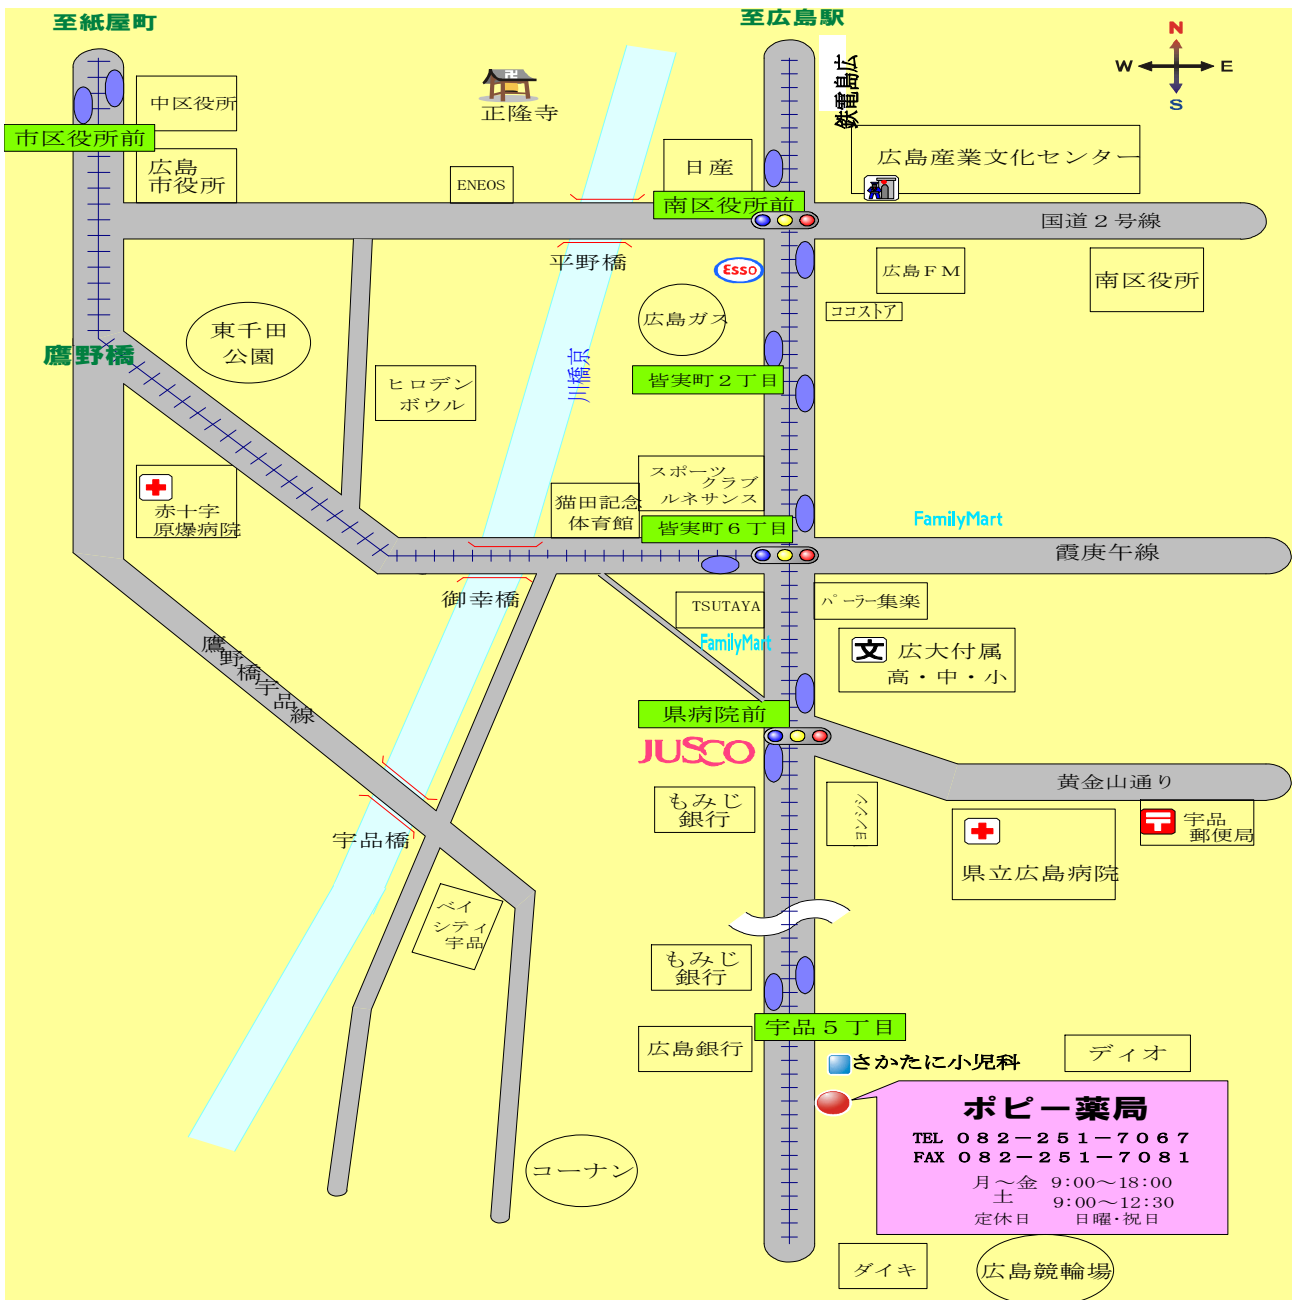 至紙屋町
至広島駅
N
W
E
S
広島電鉄
中区役所
市区役所前
広島
市役所
正隆寺
ENEOS
日産
広島産業文化センター
南区役所前
国道２号線
平野橋
Esso
広島ＦＭ
南区役所
ココストア
東千田
公園
広島ガス
鷹野橋
京橋川
ヒロデン
ボウル
皆実町２丁目
スポーツ
クラブ
ルネサンス
猫田記念
体育館
赤十字
原爆病院
皆実町６丁目
FamilyMart
霞庚午線
御幸橋
TSUTAYA
パーラー集楽
FamilyMart
文
広大付属
高・中・小
鷹野橋宇品線
県病院前
JUSCO
黄金山通り
もみじ
銀行
宇品
郵便局
宇品橋
県立広島病院
ベイ
シティ
宇品
もみじ
銀行
宇品５丁目
広島銀行
さかたに小児科
ディオ
ポピー薬局
TEL ０８２－２５１－７０６７
FAX ０８２－２５１－７０８１
月～金 9:00～18:00
土 9:00～12:30
定休日 日曜・祝日
コーナン
ダイキ
広島競輪場